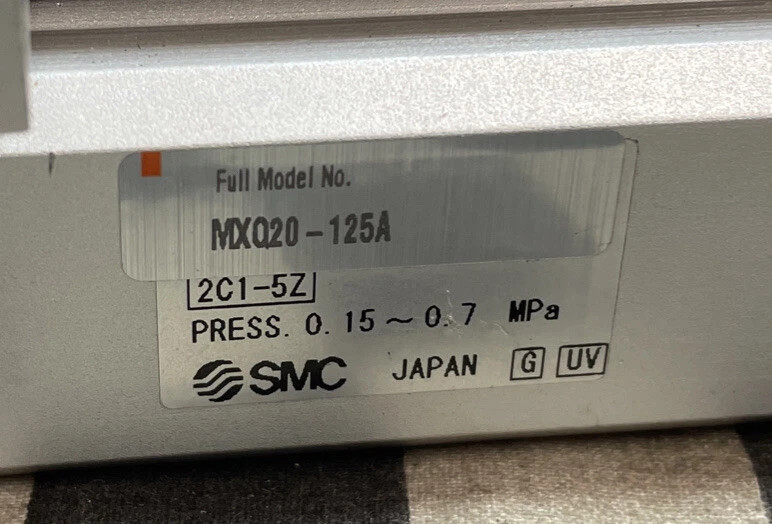 Full Model No.
MXQ20-125A
2C1-5Z
PRESS. 0.15～0.7 MPa
SMC JAPAN G UV